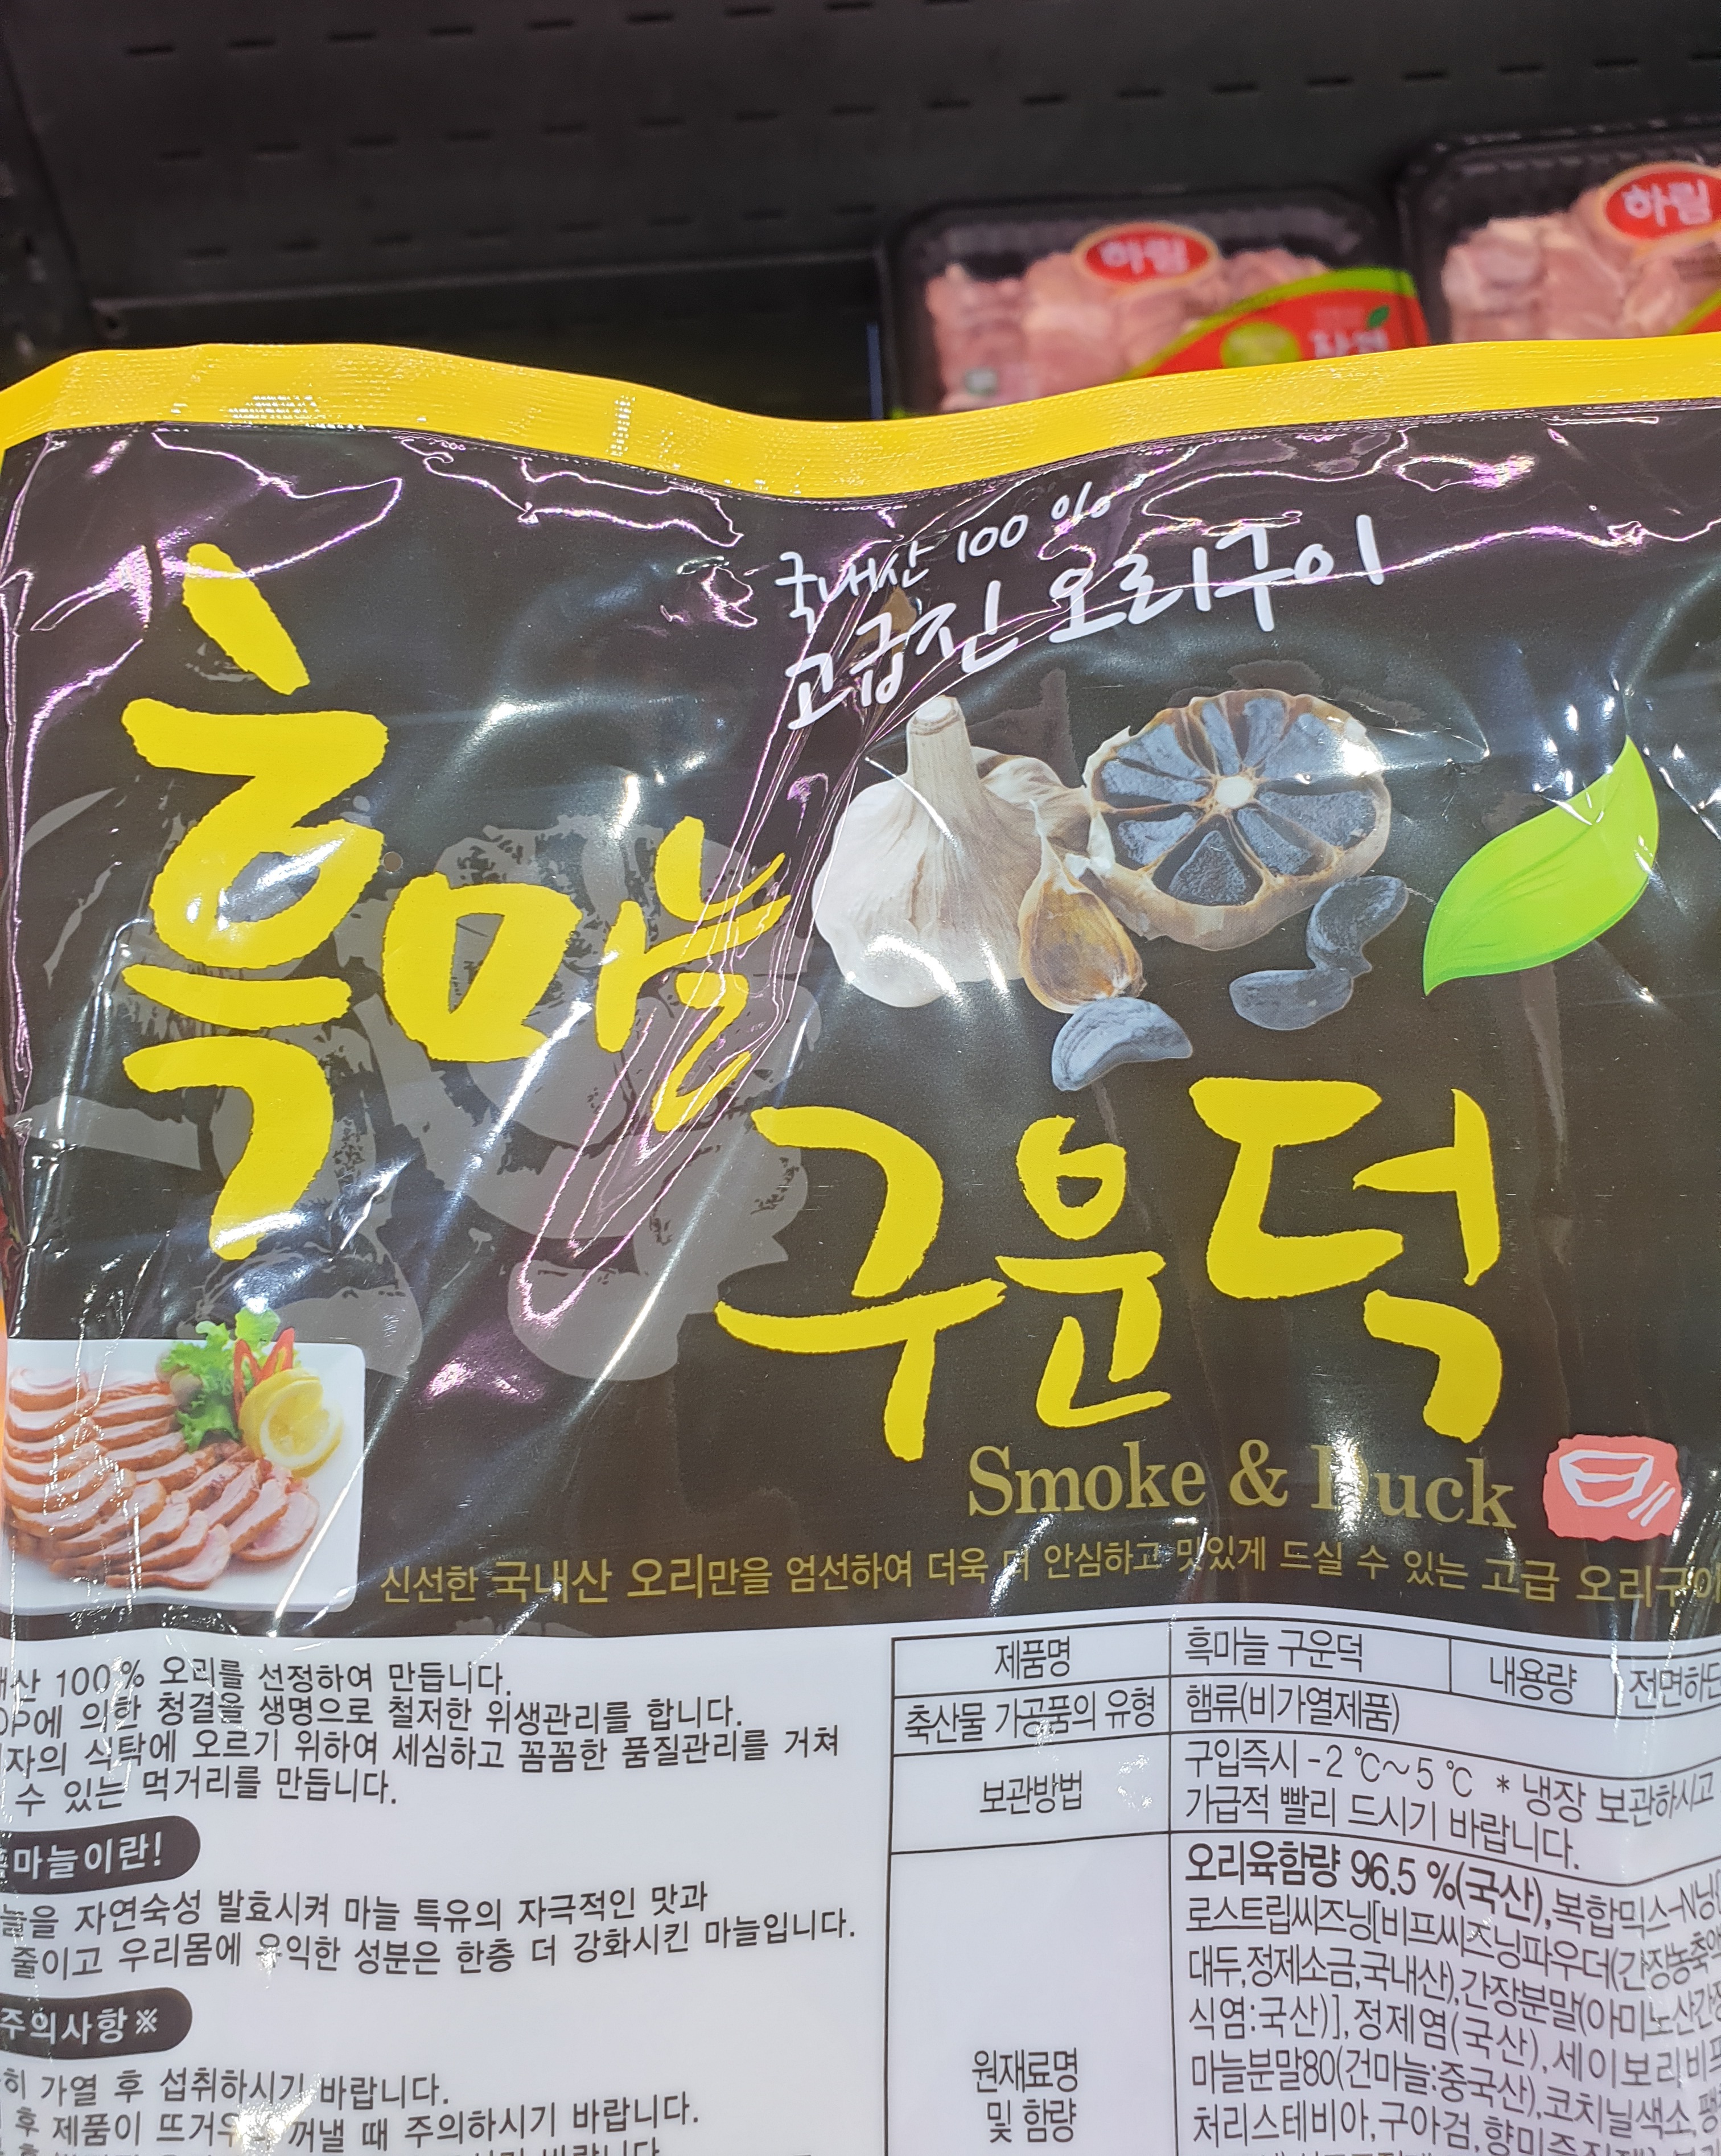 하림
하림
국내산 100 %
고급진 오리구이
흑마늘
구운덕
Smoke & Duck
신선한 국내산 오리만을 엄선하여 더욱 더 안심하고 맛있게 드실 수 있는 고급 오리구이
100% 오리를 선정하여 만듭니다.
의한 청결을 생명으로 철저한 위생관리를 합니다.
식탁에 오르기 위하여 세심하고 꼼꼼한 품질관리를 거쳐
수 있는 먹거리를 만듭니다.
마늘이란!
자연숙성 발효시켜 마늘 특유의 자극적인 맛과
줄이고 우리몸에 유익한 성분은 한층 더 강화시킨 마늘입니다.
주의사항※
가열 후 섭취하시기 바랍니다.
후 제품이 꺼낼 때 주의하시기 바랍니다.
제품명 흑마늘 구운덕 내용량 전면하단
축산물 가공품의 유형 햄류(비가열제품)
보관방법 구입즉시 -2 ℃~5 ℃ * 냉장 보관하시고
가급적 빨리 드시기 바랍니다.
원재료명
및 함량
오리육함량 96.5 %(국산),복합믹스-N
로스트립씨즈닝[비프씨즈닝파우더(간장농축액
대두,정제소금,국내산),간장분말(아미노산간장
식염:국산)],정제염(국산),세이보리비프
마늘분말80(건마늘:중국산),코치닐색소,
처리스테비아,구아검,